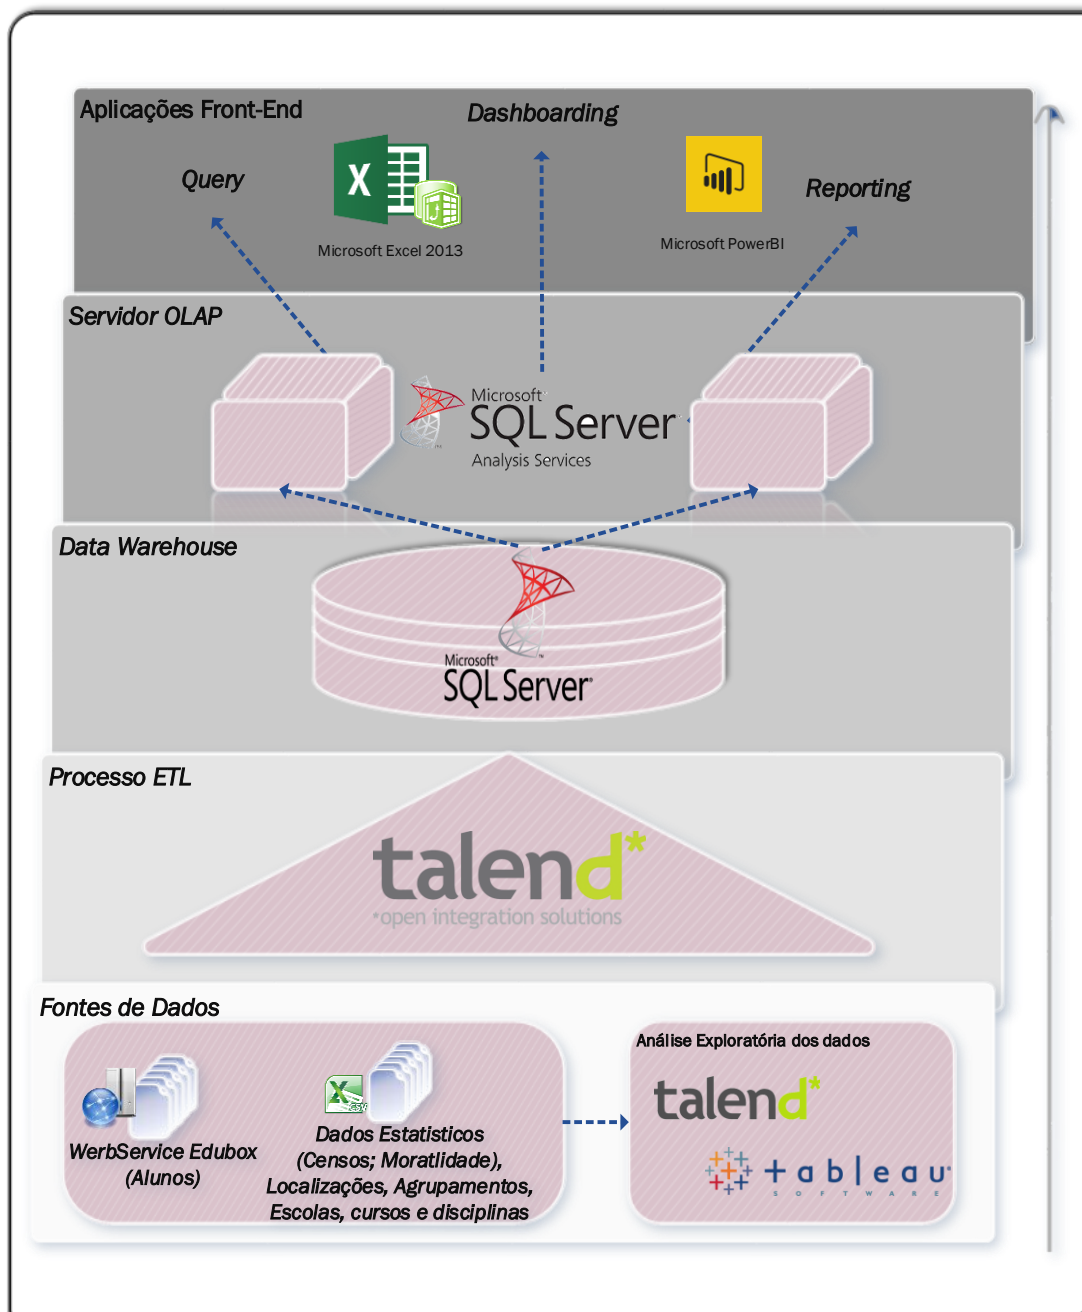 Aplicações Front-End
Dashboarding
Query
Reporting
Microsoft Excel 2013
Microsoft PowerBI
Servidor OLAP
Microsoft
SQL Server
Analysis Services
Data Warehouse
Microsoft®
SQL Server®
Processo ETL
talend*
*open integration solutions
Fontes de Dados
WerbService Edubox
(Alunos)
CSV
Dados Estatisticos
(Censos; Moratlidade),
Localizações, Agrupamentos,
Escolas, cursos e disciplinas
Análise Exploratória dos dados
talend*
tableau®
SOFTWARE